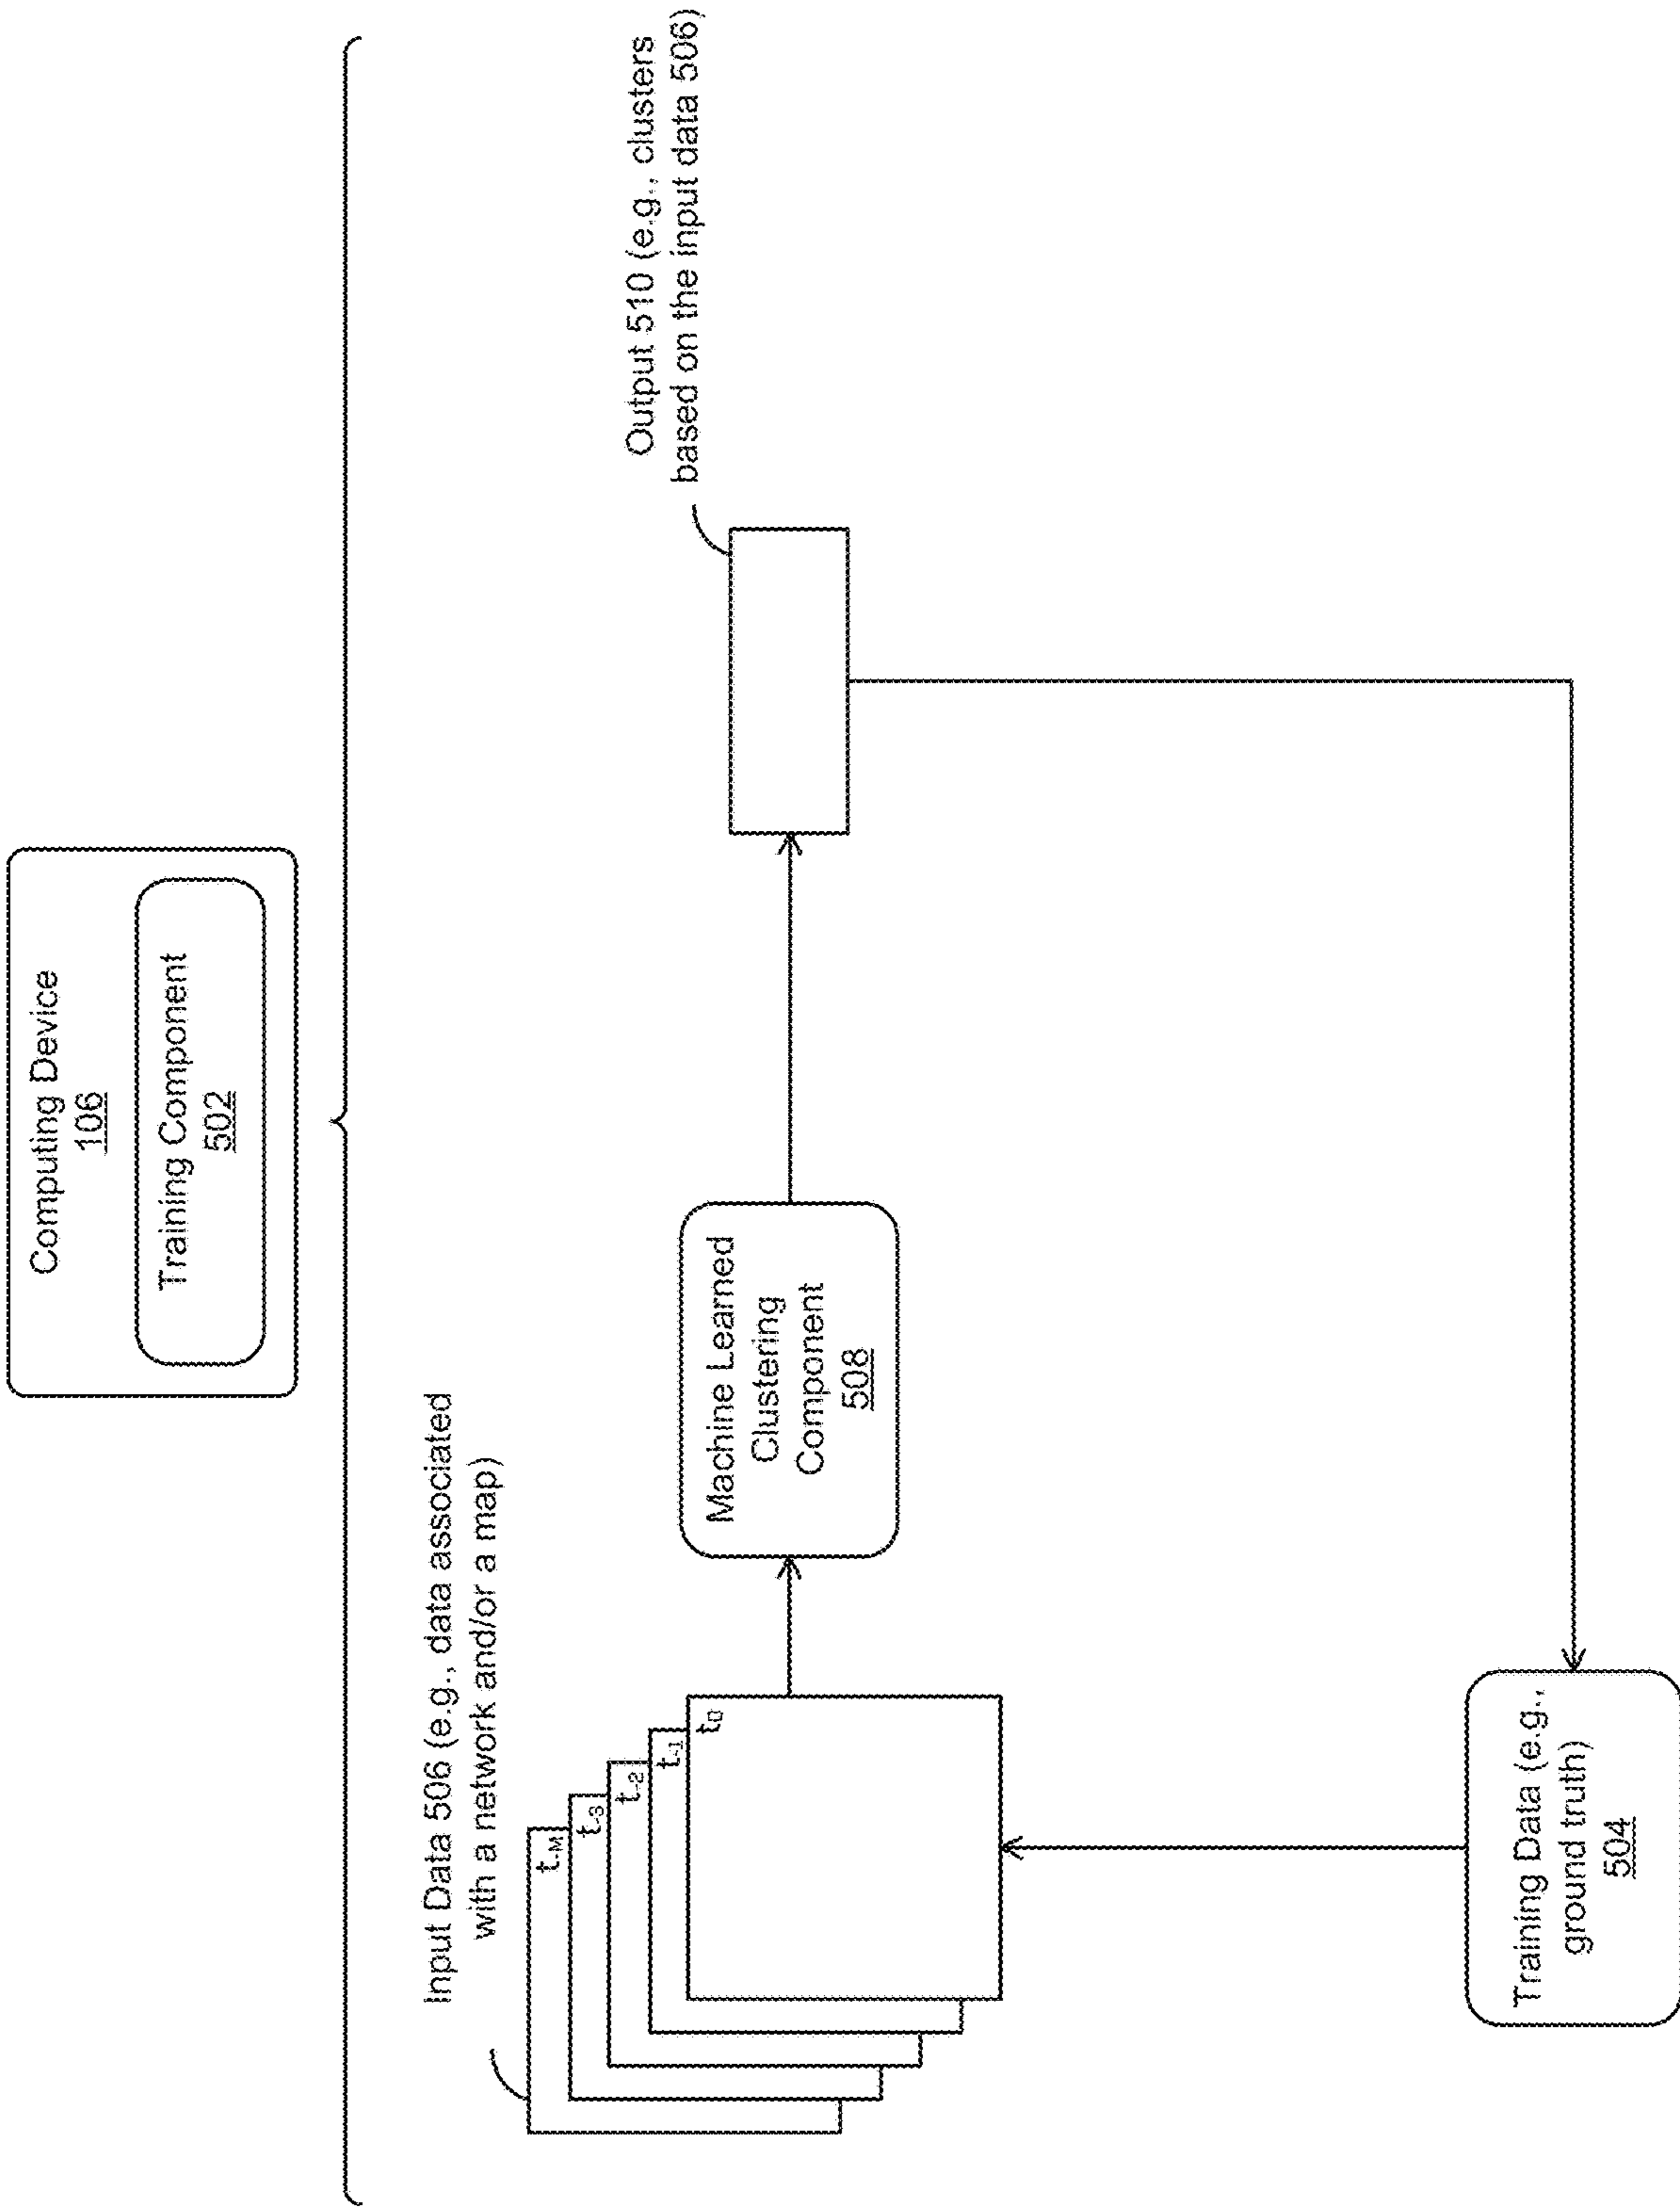 Computing Device
106
Training Component
502
Input Data 506 (e.g., data associated
with a network and/or a map)
t-M
t-3
t-2
t-1
t0
Machine Learned
Clustering
Component
508
Output 510 (e.g., clusters
based on the input data 506)
Training Data (e.g.,
ground truth)
504